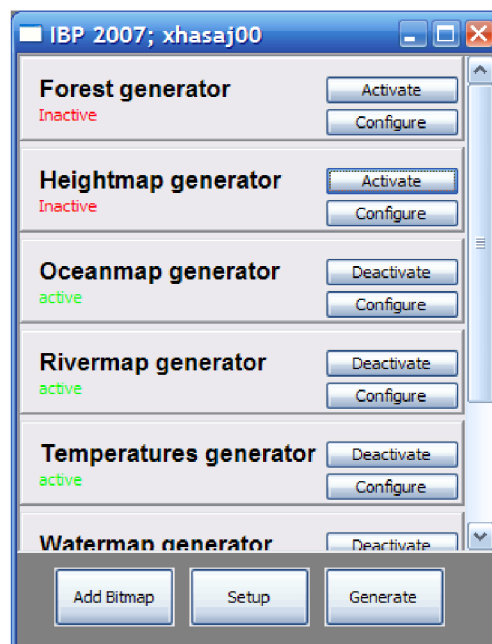 IBP 2007; xhasaj00
Forest generator
Activate
Inactive
Configure
Heightmap generator
Activate
Inactive
Configure
Oceanmap generator
Deactivate
active
Configure
Rivermap generator
Deactivate
active
Configure
Temperatures generator
Deactivate
active
Configure
Watermap generator
Deactivate
Add Bitmap
Setup
Generate